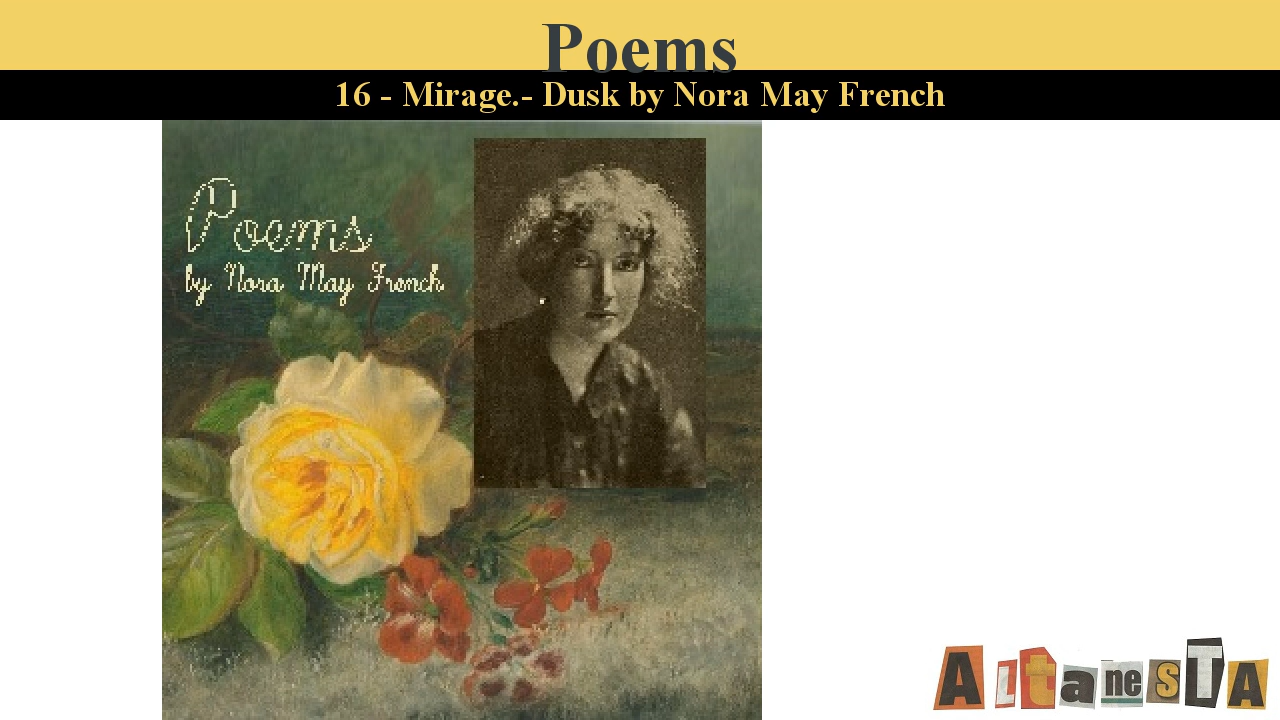 Poems
16 - Mirage.- Dusk by Nora May French
Poems
by Nora May French
AltanesTA